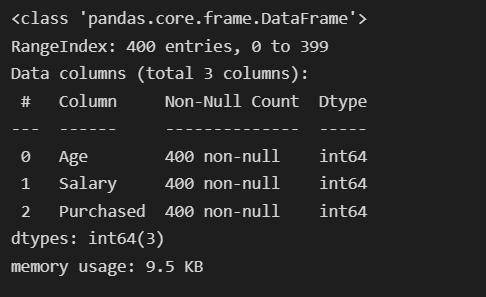 <class 'pandas.core.frame.DataFrame'>
RangeIndex: 400 entries, 0 to 399
Data columns (total 3 columns):
 #   Column     Non-Null Count  Dtype
---  ------     --------------  -----
 0   Age        400 non-null    int64
 1   Salary     400 non-null    int64
 2   Purchased  400 non-null    int64
dtypes: int64(3)
memory usage: 9.5 KB